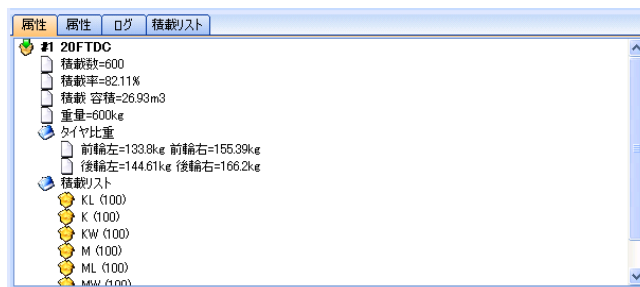 属性 属性 ログ 積載リスト
#1 20FTDC
積載数=600
積載率=82.11%
積載 容積=26.93m3
重量=600kg
タイヤ比重
前輪左=133.8kg 前輪右=155.39kg
後輪左=144.61kg 後輪右=166.2kg
積載リスト
KL (100)
K (100)
KW (100)
M (100)
ML (100)
MW (100)